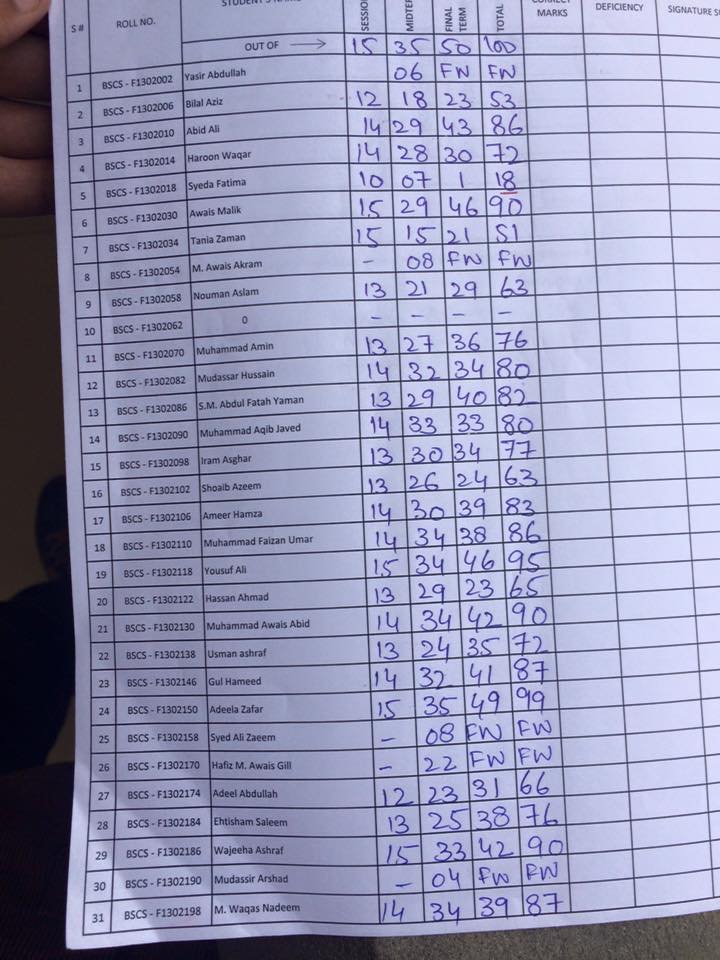 S # ROLL NO. STUDENT'S NAME SESSION MIDTER FINAL TERM TOTAL CORRECT MARKS DEFICIENCY SIGNATURE
OUT OF → 15 35 50 100
1 BSCS - F1302002 Yasir Abdullah 06 FW FW
2 BSCS - F1302006 Bilal Aziz 12 18 23 53
3 BSCS - F1302010 Abid Ali 14 29 43 86
4 BSCS - F1302014 Haroon Waqar 14 28 30 72
5 BSCS - F1302018 Syeda Fatima 10 07 1 18
6 BSCS - F1302030 Awais Malik 15 29 46 90
7 BSCS - F1302034 Tania Zaman 15 15 21 51
8 BSCS - F1302054 M. Awais Akram - 08 FW FW
9 BSCS - F1302058 Nouman Aslam 13 21 29 63
10 BSCS - F1302062 0 - - - -
11 BSCS - F1302070 Muhammad Amin 13 27 36 76
12 BSCS - F1302082 Mudassar Hussain 14 32 34 80
13 BSCS - F1302086 S.M. Abdul Fatah Yaman 13 29 40 82
14 BSCS - F1302090 Muhammad Aqib Javed 14 33 33 80
15 BSCS - F1302098 Iram Asghar 13 30 34 77
16 BSCS - F1302102 Shoaib Azeem 13 26 24 63
17 BSCS - F1302106 Ameer Hamza 14 30 39 83
18 BSCS - F1302110 Muhammad Faizan Umar 14 34 38 86
19 BSCS - F1302118 Yousuf Ali 15 34 46 95
20 BSCS - F1302122 Hassan Ahmad 13 29 23 65
21 BSCS - F1302130 Muhammad Awais Abid 14 34 42 90
22 BSCS - F1302138 Usman ashraf 13 24 35 72
23 BSCS - F1302146 Gul Hameed 14 32 41 87
24 BSCS - F1302150 Adeela Zafar 15 35 49 99
25 BSCS - F1302158 Syed Ali Zaeem - 08 FW FW
26 BSCS - F1302170 Hafiz M. Awais Gill - 22 FW FW
27 BSCS - F1302174 Adeel Abdullah 12 23 31 66
28 BSCS - F1302184 Ehtisham Saleem 13 25 38 76
29 BSCS - F1302186 Wajeeha Ashraf 15 33 42 90
30 BSCS - F1302190 Mudassir Arshad - 04 FW FW
31 BSCS - F1302198 M. Waqas Nadeem 14 34 39 87